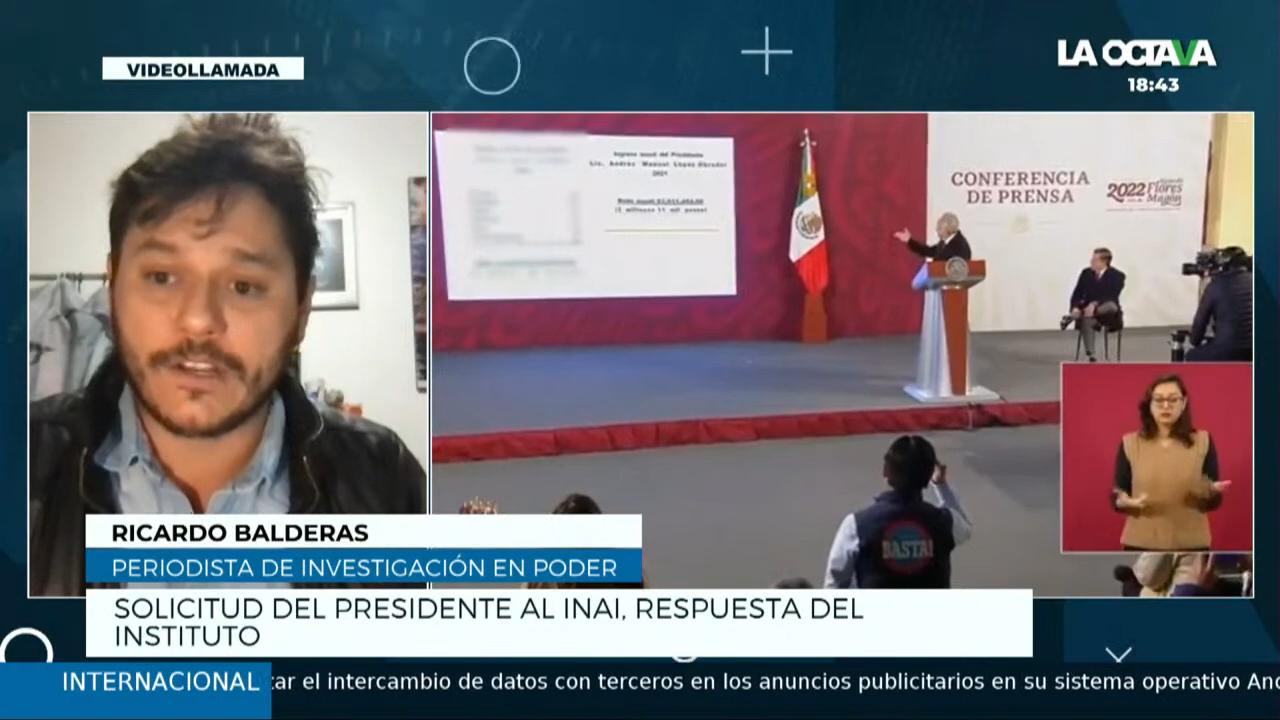 VIDEOLLAMADA
LA OCTAVA
18:43
Ingreso anual del Presidente
Lic. Andrés Manuel López Obrador
2021
CONFERENCIA
DE PRENSA
2022
Ricardo
Flores
Magón
BASTA!
RICARDO BALDERAS
PERIODISTA DE INVESTIGACIÓN EN PODER
SOLICITUD DEL PRESIDENTE AL INAI, RESPUESTA DEL
INSTITUTO
INTERNACIONAL
tar el intercambio de datos con terceros en los anuncios publicitarios en su sistema operativo And